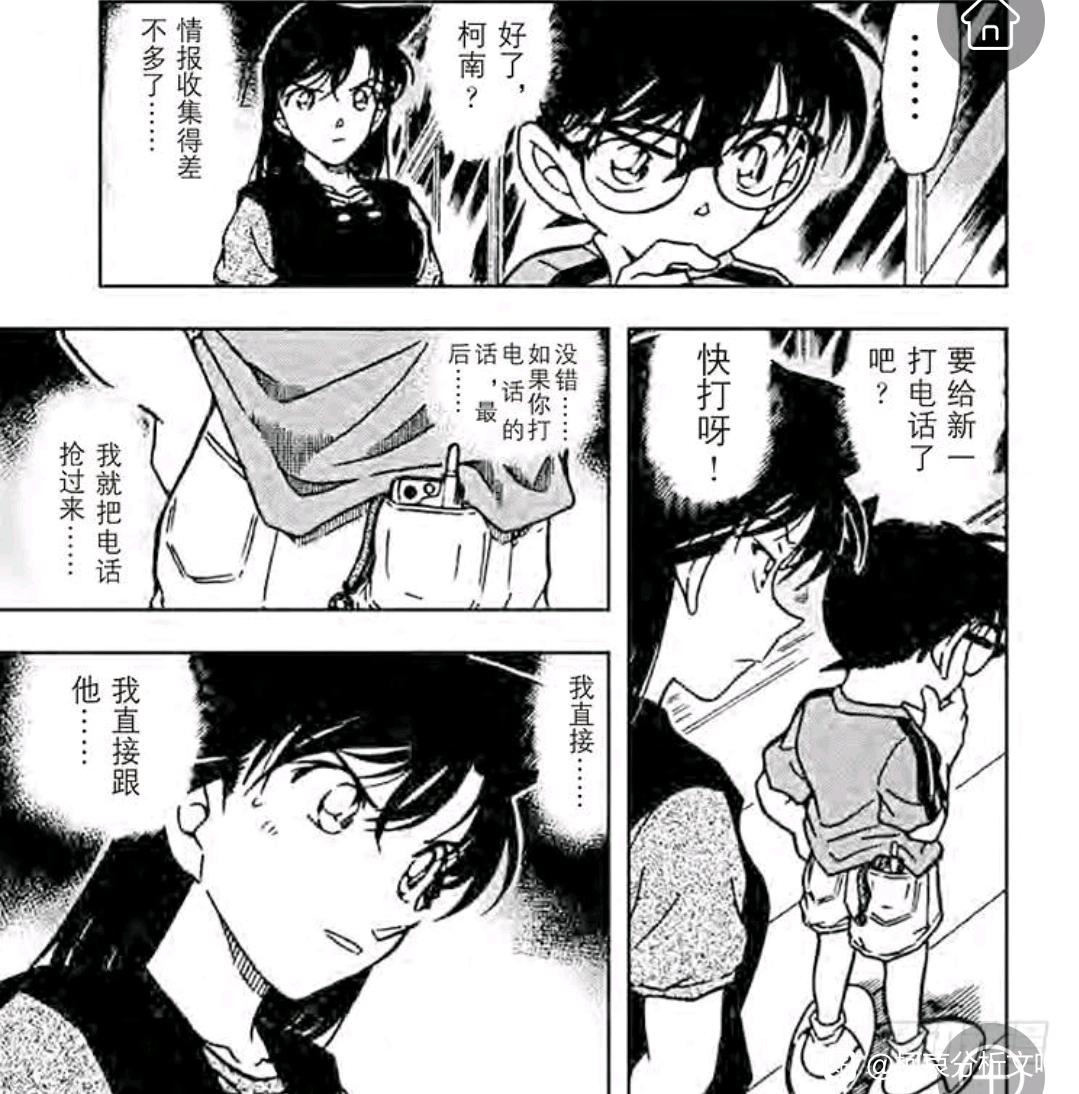 ……
好了，
柯南？
情报收集得差
不多了……
要给新一
打电话了
吧？
快打呀！
没错……
如果你打
电话的
话，最
后……
我就把电话
抢过来……
我直接……
我直接跟
他……